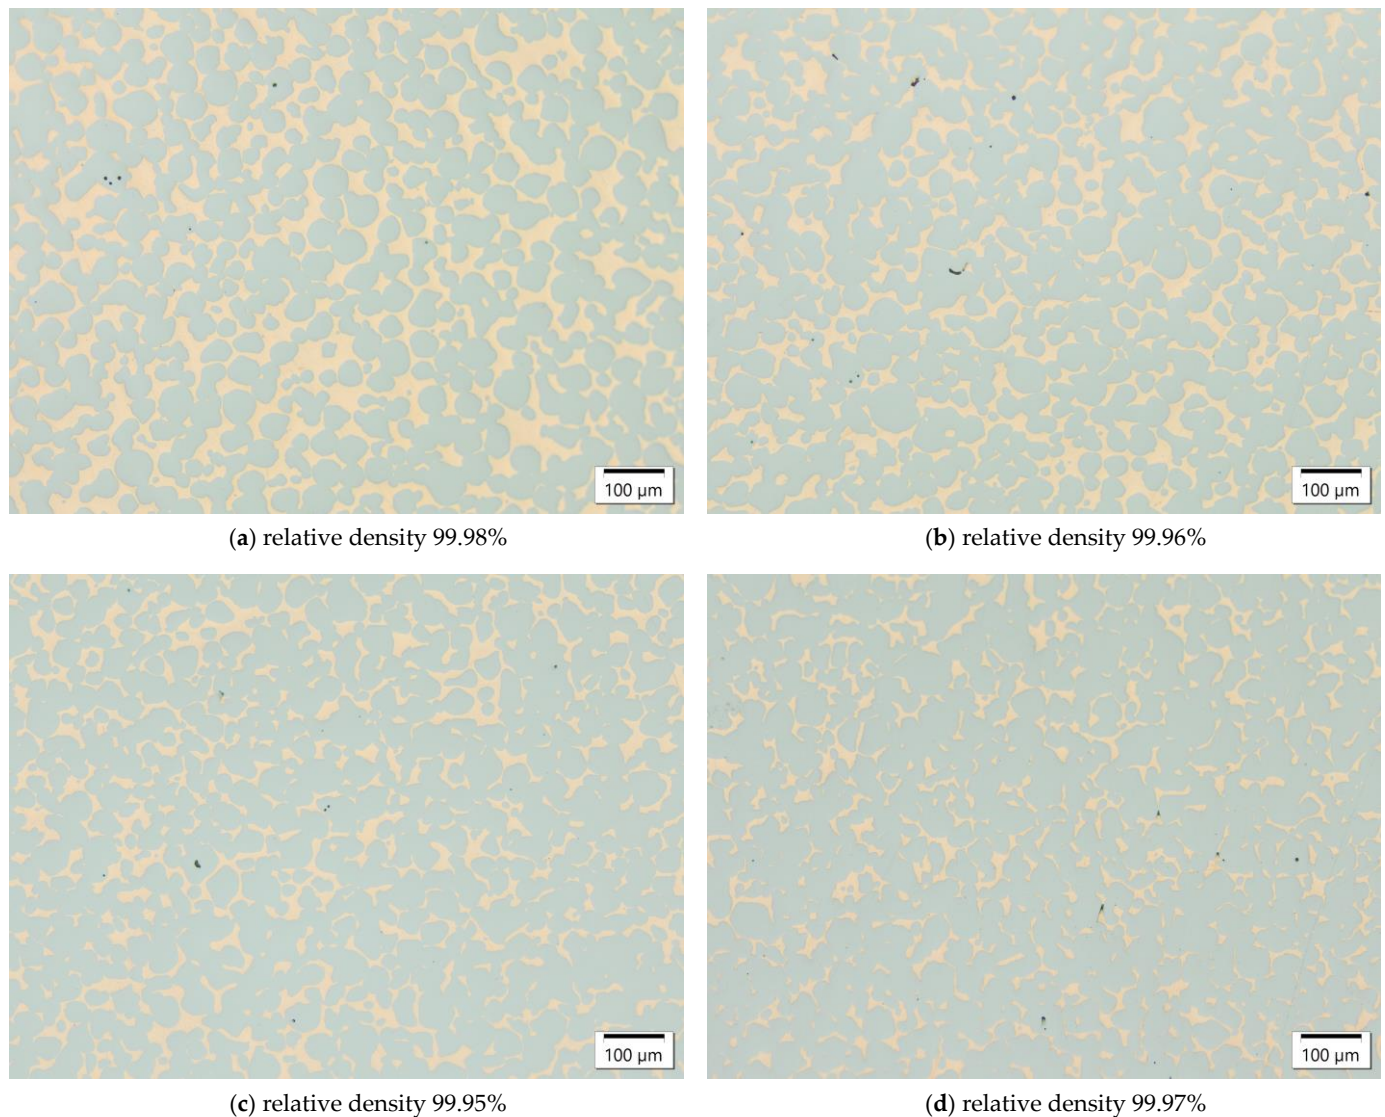 100 µm
100 µm
(a) relative density 99.98%
(b) relative density 99.96%
100 µm
100 µm
(c) relative density 99.95%
(d) relative density 99.97%